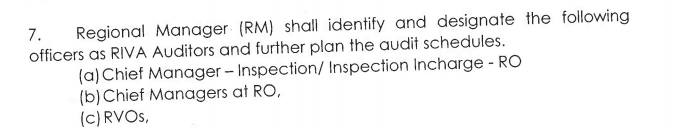 7. Regional Manager (RM) shall identify and designate the following
officers as RIVA Auditors and further plan the audit schedules.
(a) Chief Manager – Inspection/ Inspection Incharge - RO
(b) Chief Managers at RO,
(c) RVOs,